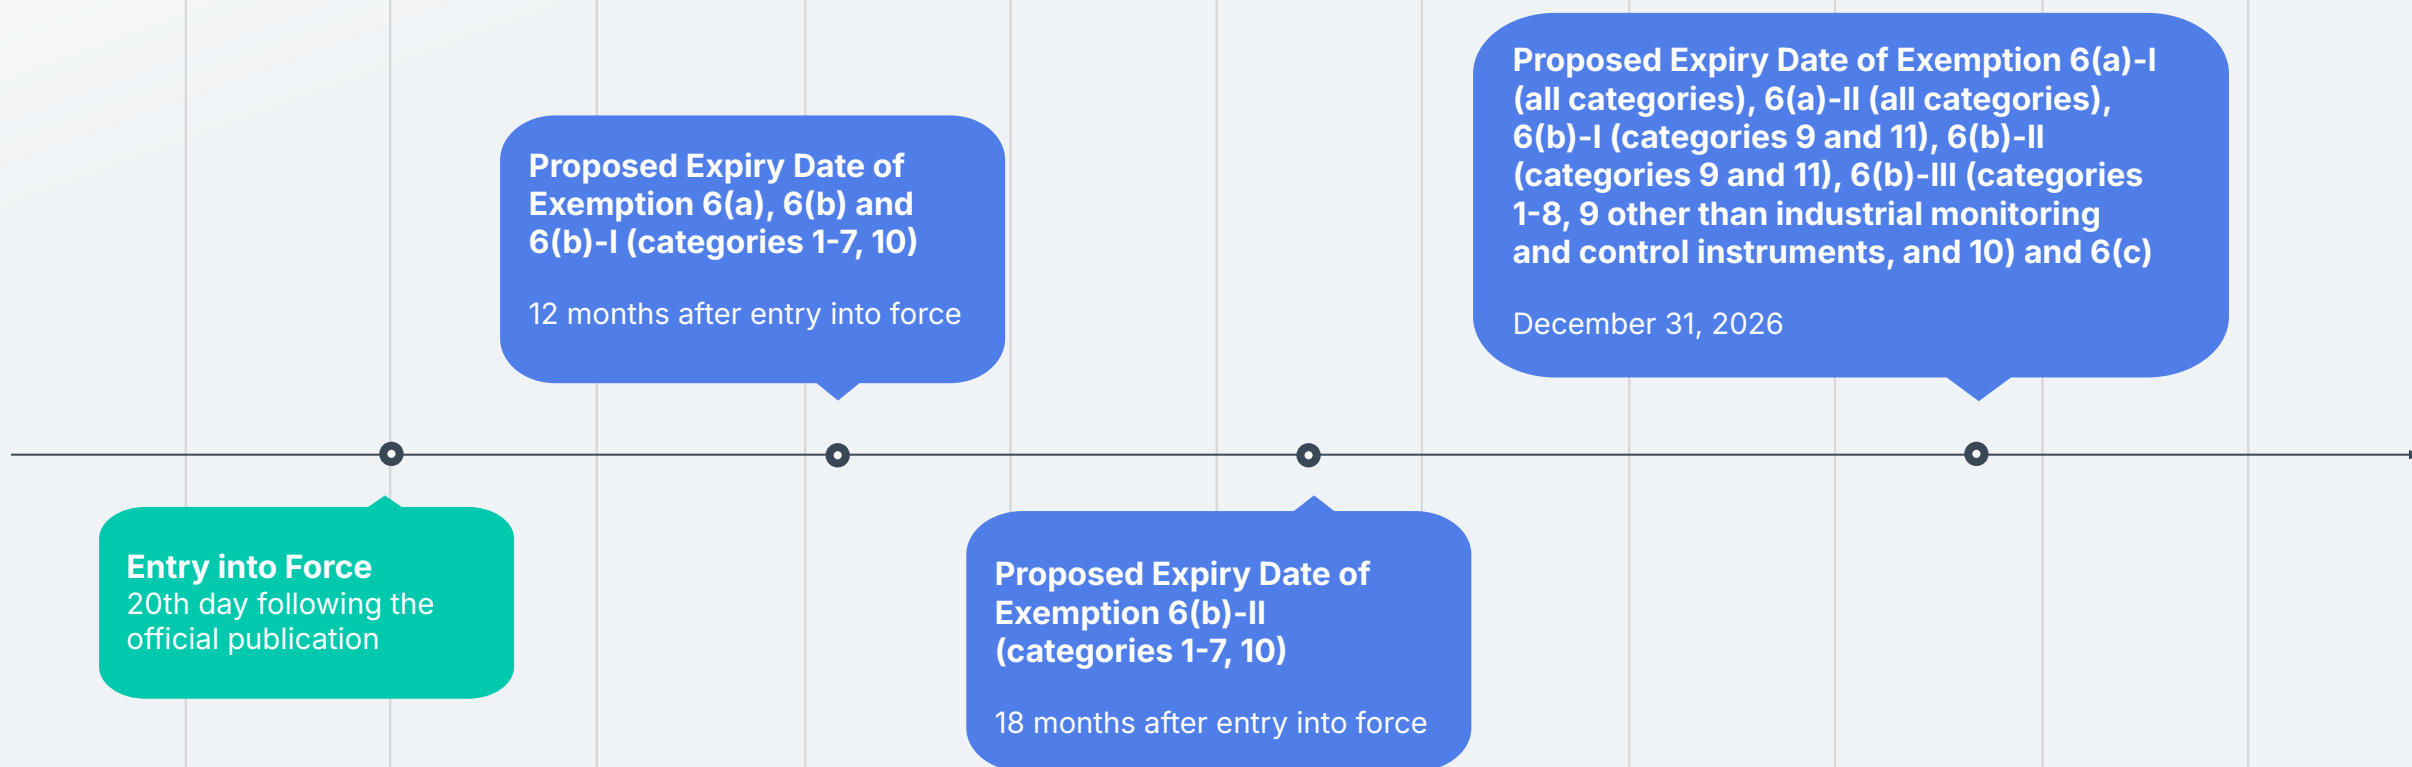 Proposed Expiry Date of
Exemption 6(a), 6(b) and
6(b)-I (categories 1-7, 10)
12 months after entry into force
Proposed Expiry Date of Exemption 6(a)-I
(all categories), 6(a)-II (all categories),
6(b)-I (categories 9 and 11), 6(b)-II
(categories 9 and 11), 6(b)-III (categories
1-8, 9 other than industrial monitoring
and control instruments, and 10) and 6(c)
December 31, 2026
Entry into Force
20th day following the
official publication
Proposed Expiry Date of
Exemption 6(b)-II
(categories 1-7, 10)
18 months after entry into force